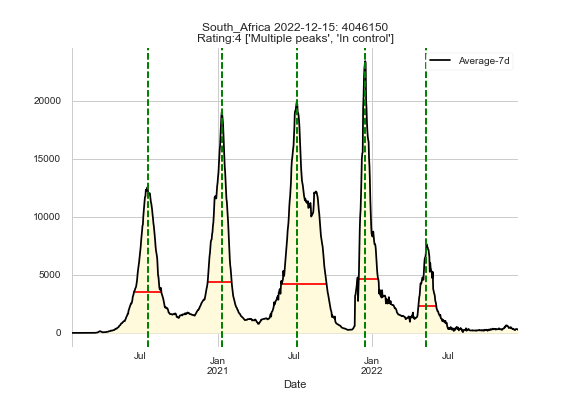 South_Africa 2022-12-15: 4046150
Rating:4 ['Multiple peaks', 'In control']
Average-7d
20000
15000
10000
5000
0
Jul
Jan
2021
Jul
Jan
2022
Jul
Date